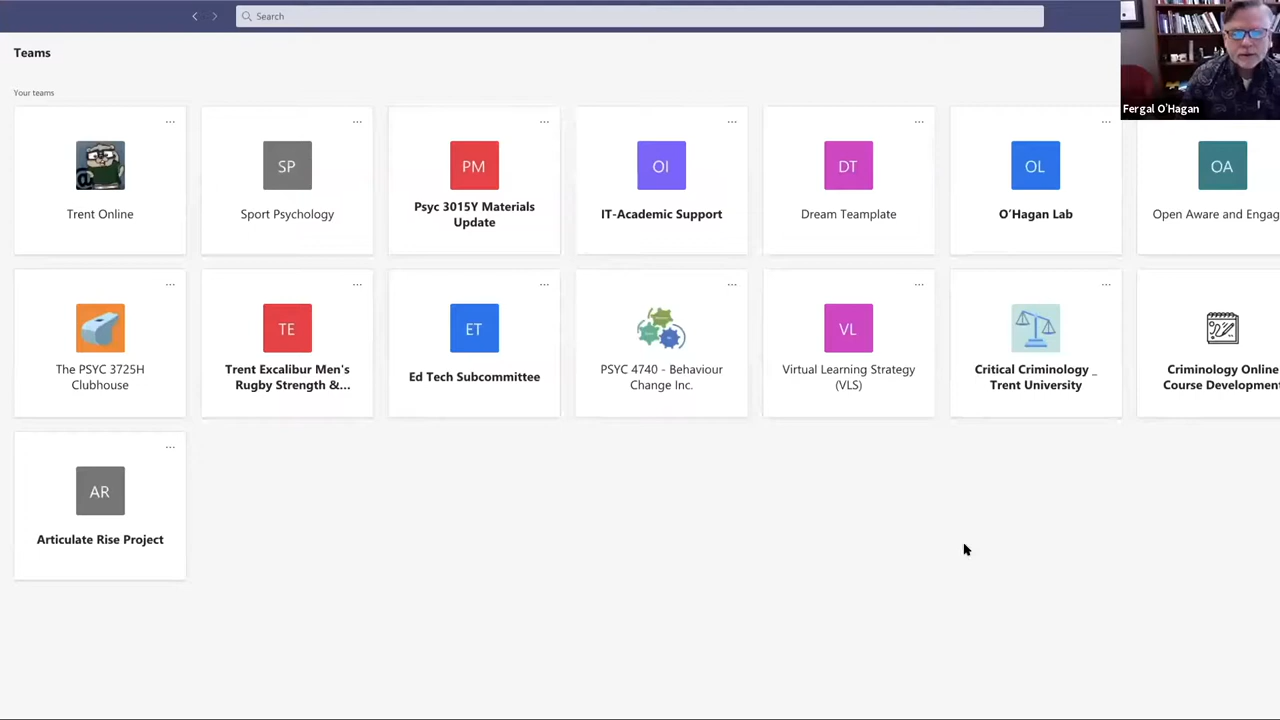 Search
Teams
Your teams
Fergal O'Hagan
...
...
...
...
...
...
SP
PM
OI
DT
OL
OA
@
Trent Online
Sport Psychology
Psyc 3015Y Materials
Update
IT-Academic Support
Dream Teamplate
O'Hagan Lab
Open Aware and Engag
...
...
...
...
...
...
TE
ET
VL
The PSYC 3725H
Clubhouse
Trent Excalibur Men's
Rugby Strength &...
Ed Tech Subcommittee
PSYC 4740 - Behaviour
Change Inc.
Virtual Learning Strategy
(VLS)
Critical Criminology _
Trent University
Criminology Online
Course Development
...
AR
Articulate Rise Project